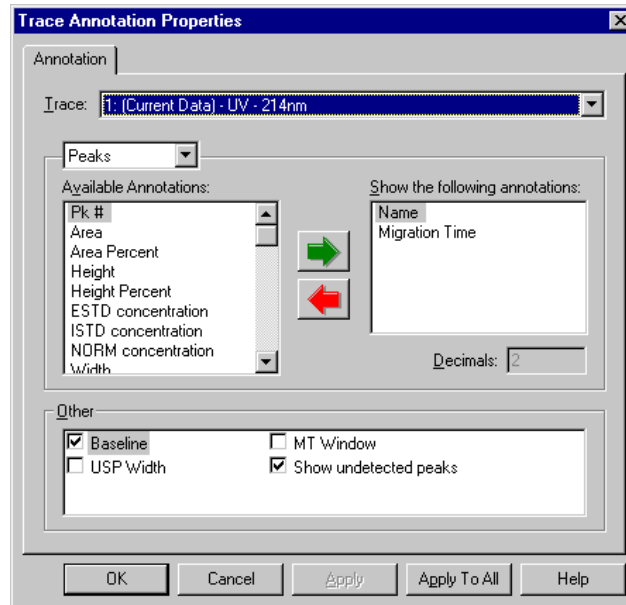 Trace Annotation Properties
Annotation
Trace: 1: (Current Data) - UV - 214nm
Peaks
Available Annotations:
Pk #
Area
Area Percent
Height
Height Percent
ESTD concentration
ISTD concentration
NORM concentration
Width
Show the following annotations:
Name
Migration Time
Decimals: 2
Other
Baseline
MT Window
USP Width
Show undetected peaks
OK
Cancel
Apply
Apply To All
Help